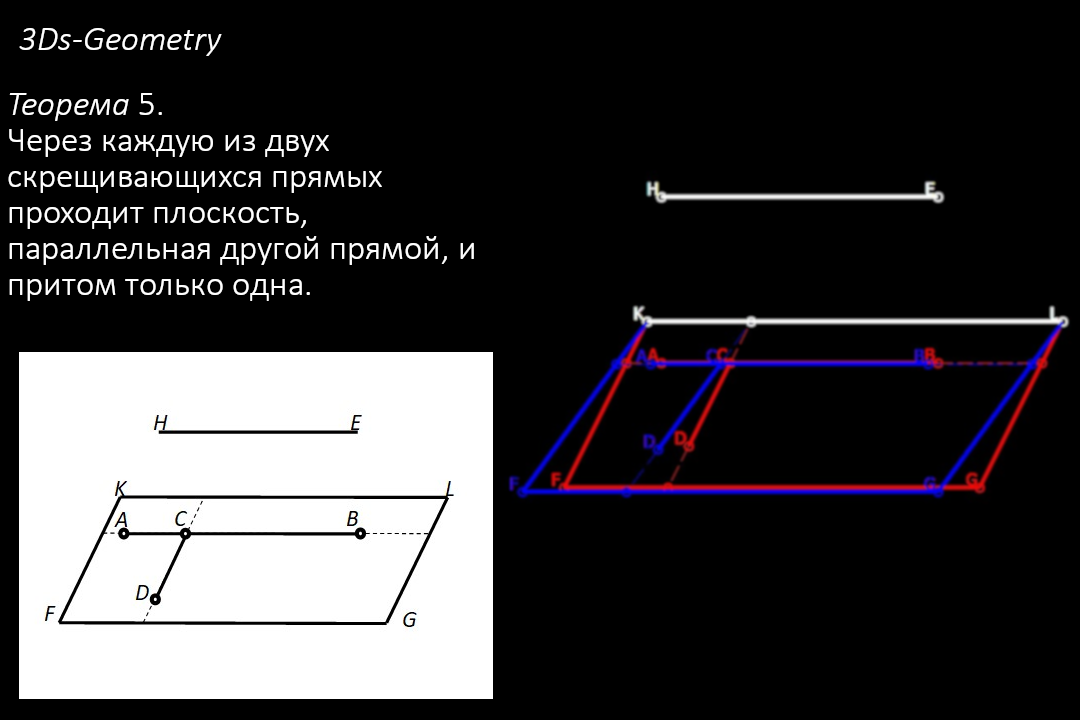 3Ds-Geometry
Теорема 5.
Через каждую из двух
скрещивающихся прямых
проходит плоскость,
параллельная другой прямой, и
притом только одна.
H E
K L
A C B
D
F G
H E
K L
A A C C B B
D D
F F G G